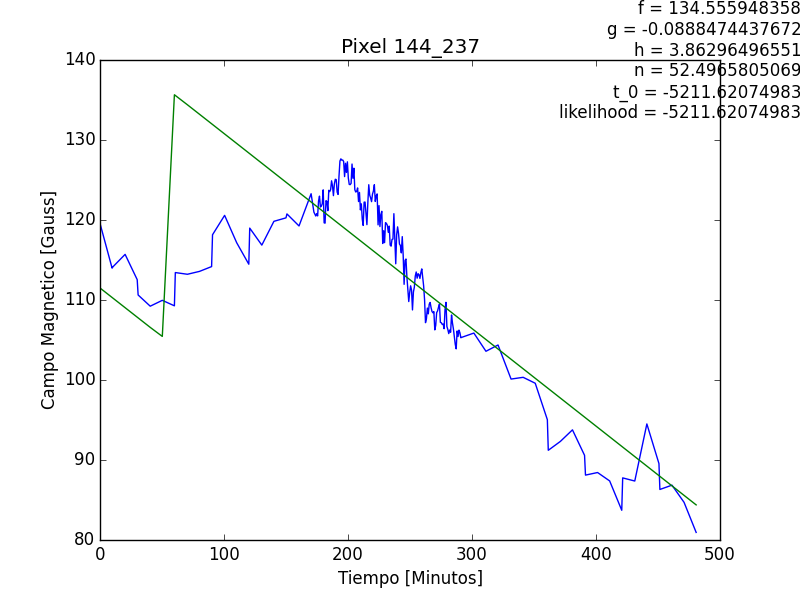 f = 134.555948358
g = -0.0888474437672
h = 3.86296496551
n = 52.4965805069
t_0 = -5211.62074983
likelihood = -5211.62074983
Pixel 144_237
140
130
120
110
100
90
80
Campo Magnetico [Gauss]
0
100
200
300
400
500
Tiempo [Minutos]